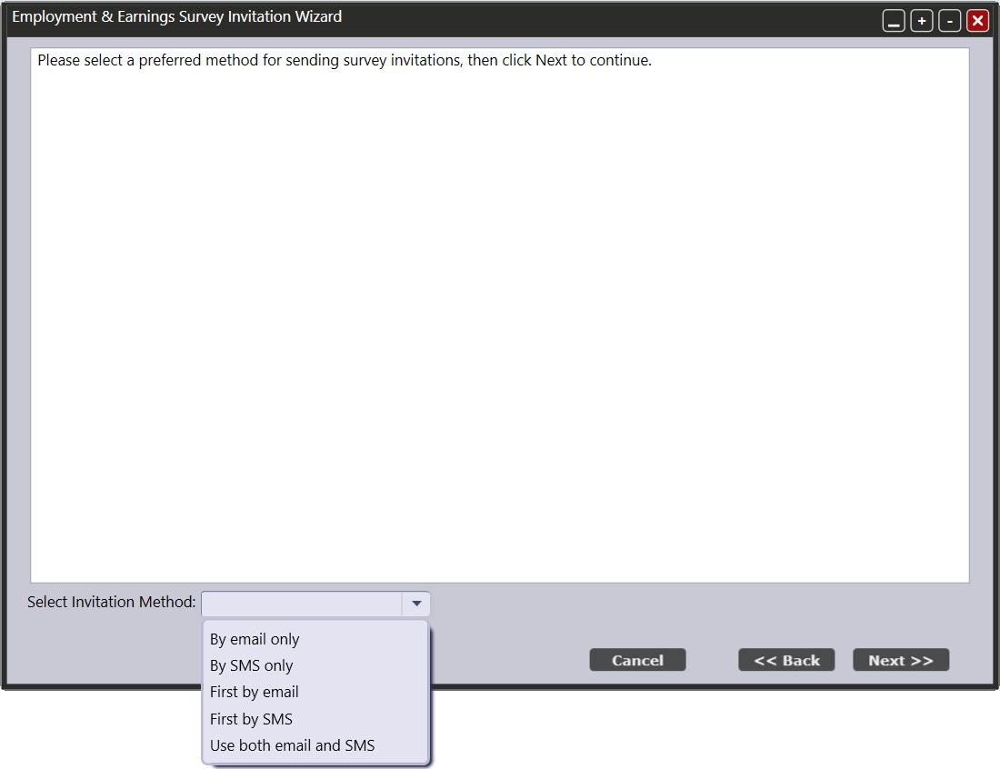 Employment & Earnings Survey Invitation Wizard
Please select a preferred method for sending survey invitations, then click Next to continue.
Select Invitation Method:
By email only
By SMS only
First by email
First by SMS
Use both email and SMS
Cancel
<< Back
Next >>